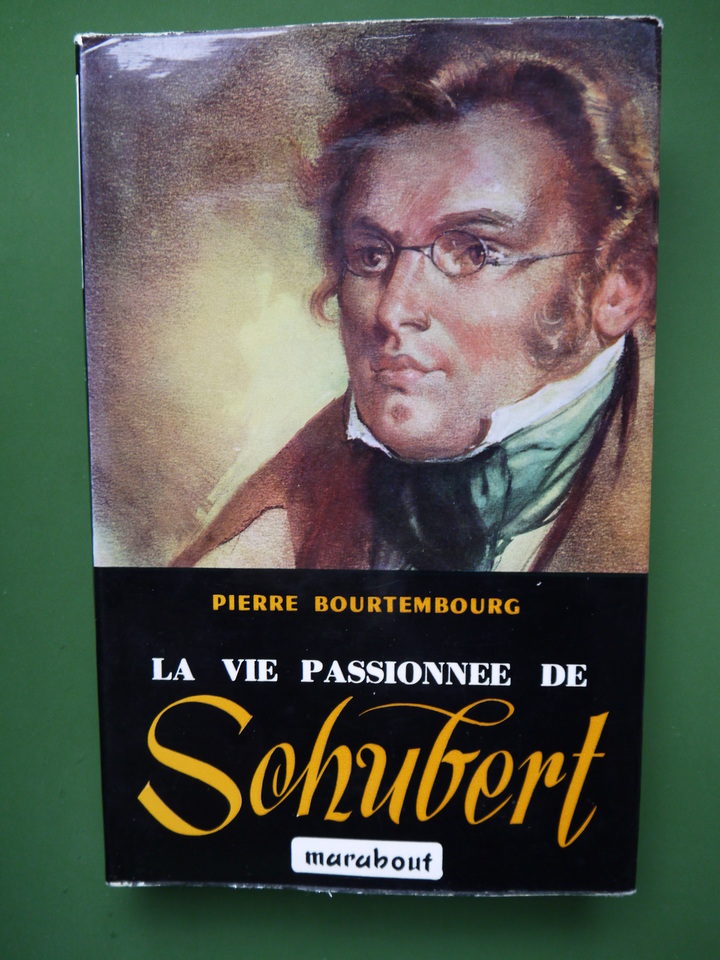 PIERRE BOURTEMBOURG
LA VIE PASSIONNEE DE
Schubert
marabout